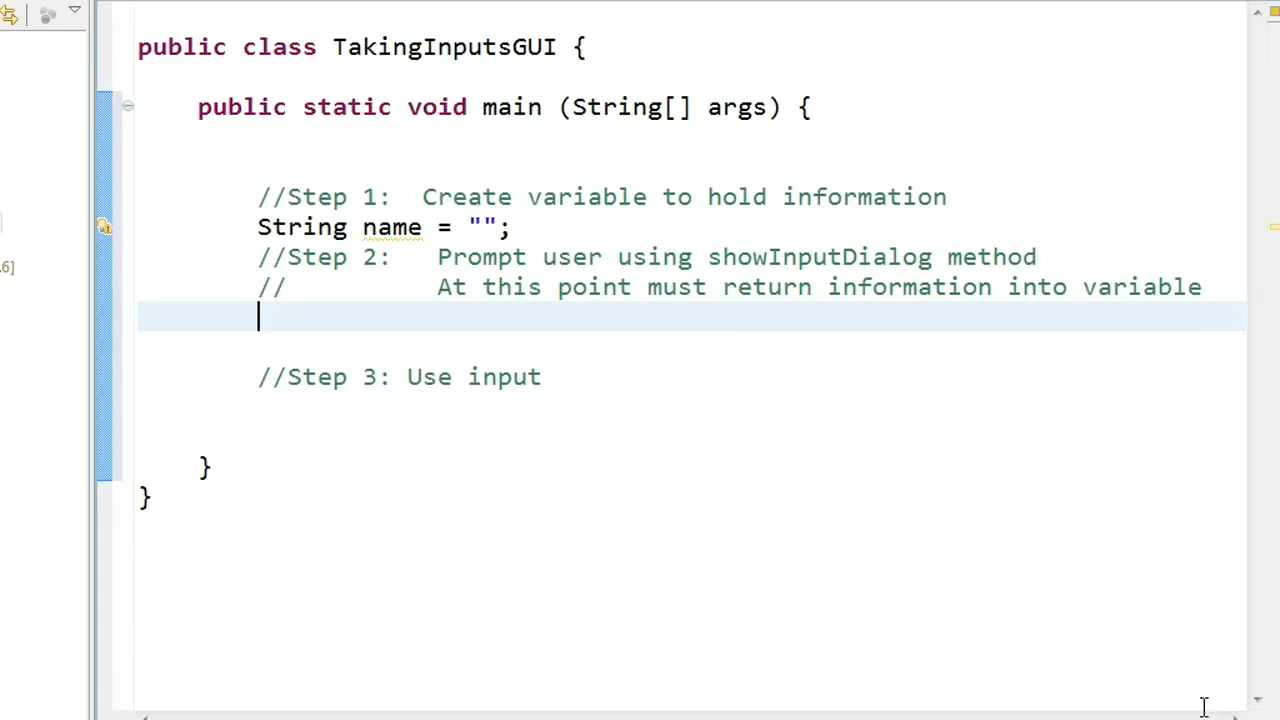 public class TakingInputsGUI {
public static void main (String[] args) {
//Step 1:  Create variable to hold information
String name = "";
//Step 2:   Prompt user using showInputDialog method
//          At this point must return information into variable
//Step 3: Use input
}
}
.6]